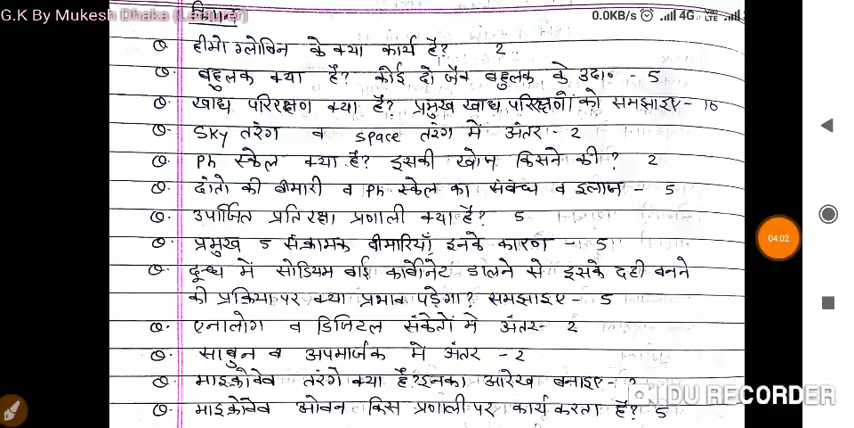 G.K By Mukesh Dhaka (Lecturer)
0.0KB/s 4G VoLTE LTE
Q. हीमोग्लोबिन के क्या कार्य है? 2
Q. बहुलक क्या है? कोई दो जैव बहुलक के उदा० - 5
Q. खाद्य परिरक्षण क्या है? प्रमुख खाद्य परिरक्षणों को समझाइए - 10
Q. Sky तरंग व space तरंग में अंतर - 2
Q. Ph स्केल क्या है? इसकी खोज किसने की? 2
Q. दांतो की बीमारी व Ph स्केल का संबंध व इलाज - 5
Q. उपार्जित प्रतिरक्षा प्रणाली क्या है? 5
Q. प्रमुख 5 संक्रामक बीमारियाँ, इनके कारण - 5
Q. दूध में सोडियम बाई कार्बोनेट डालने से इसके दही बनने
की प्रक्रिया पर क्या प्रभाव पड़ेगा? समझाइए - 5
Q. एनालोग व डिजिटल संकेतों में अंतर - 2
Q. साबुन व अपमार्जक में अंतर - 2
Q. माइक्रोवेव तरंगे क्या है? इनका आरेख बनाइए -
Q. माइक्रोवेव ओवन किस प्रणाली पर कार्य करता है? 5
04:02
DU RECORDER